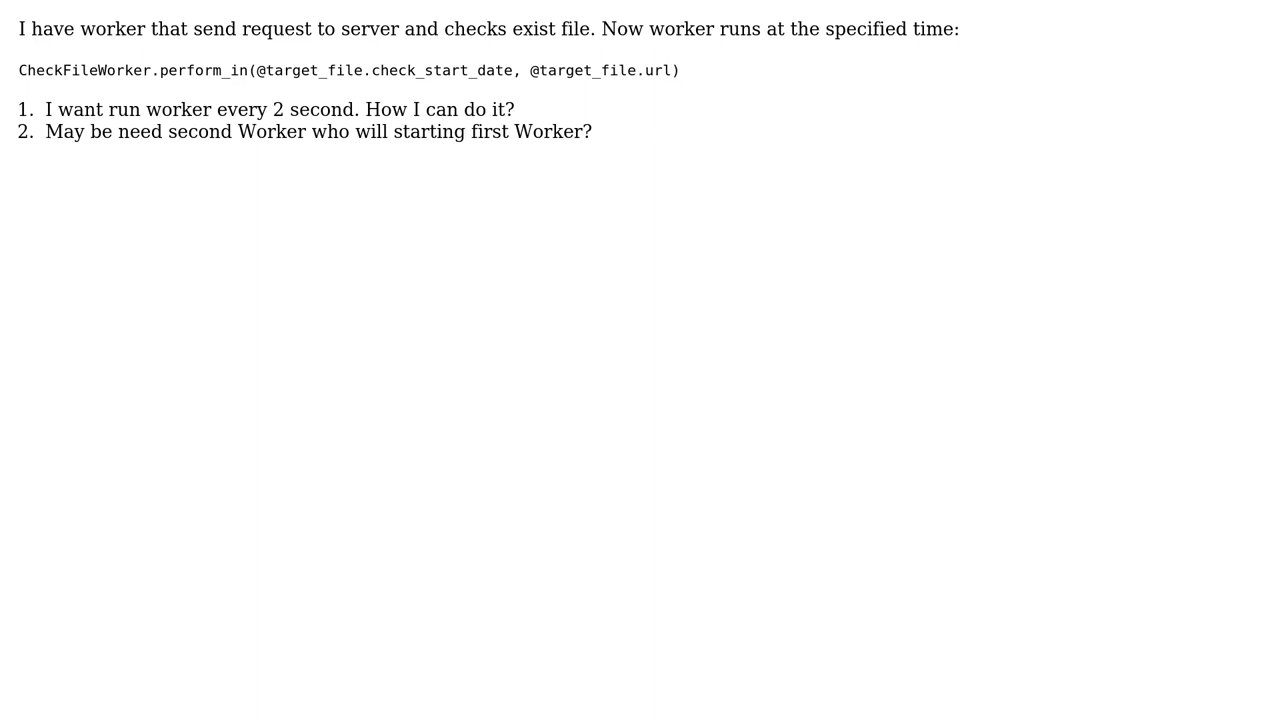 I have worker that send request to server and checks exist file. Now worker runs at the specified time:
CheckFileWorker.perform_in(@target_file.check_start_date, @target_file.url)
1. I want run worker every 2 second. How I can do it?
2. May be need second Worker who will starting first Worker?